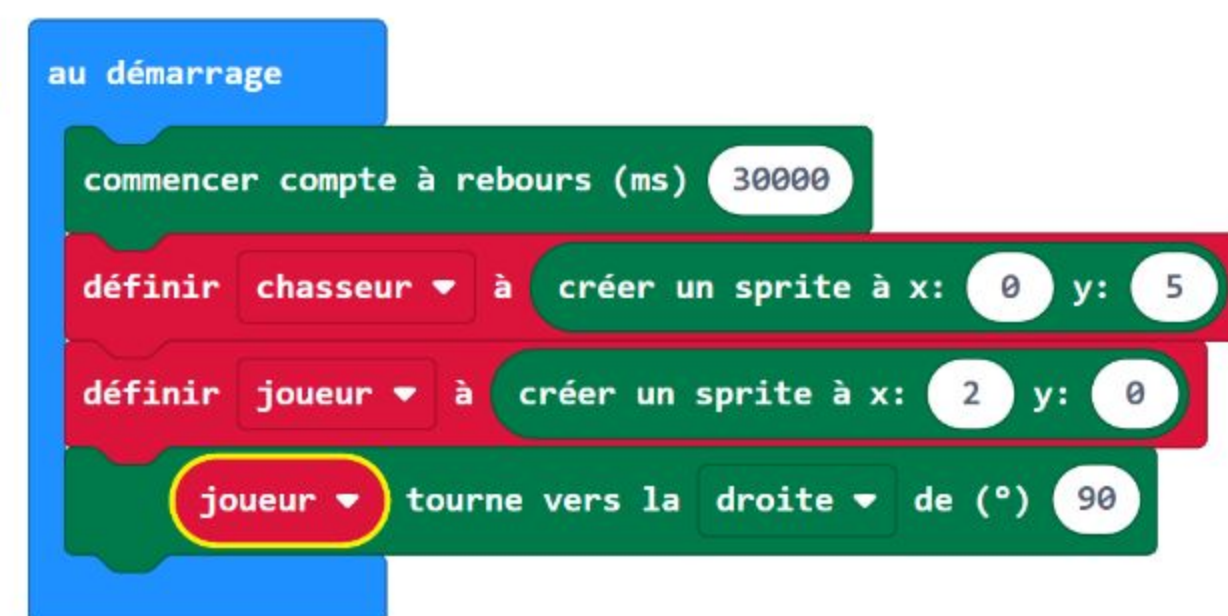 au démarrage
commencer compte à rebours (ms) 30000
définir chasseur à créer un sprite à x: 0 y: 5
définir joueur à créer un sprite à x: 2 y: 0
joueur tourne vers la droite de (°) 90